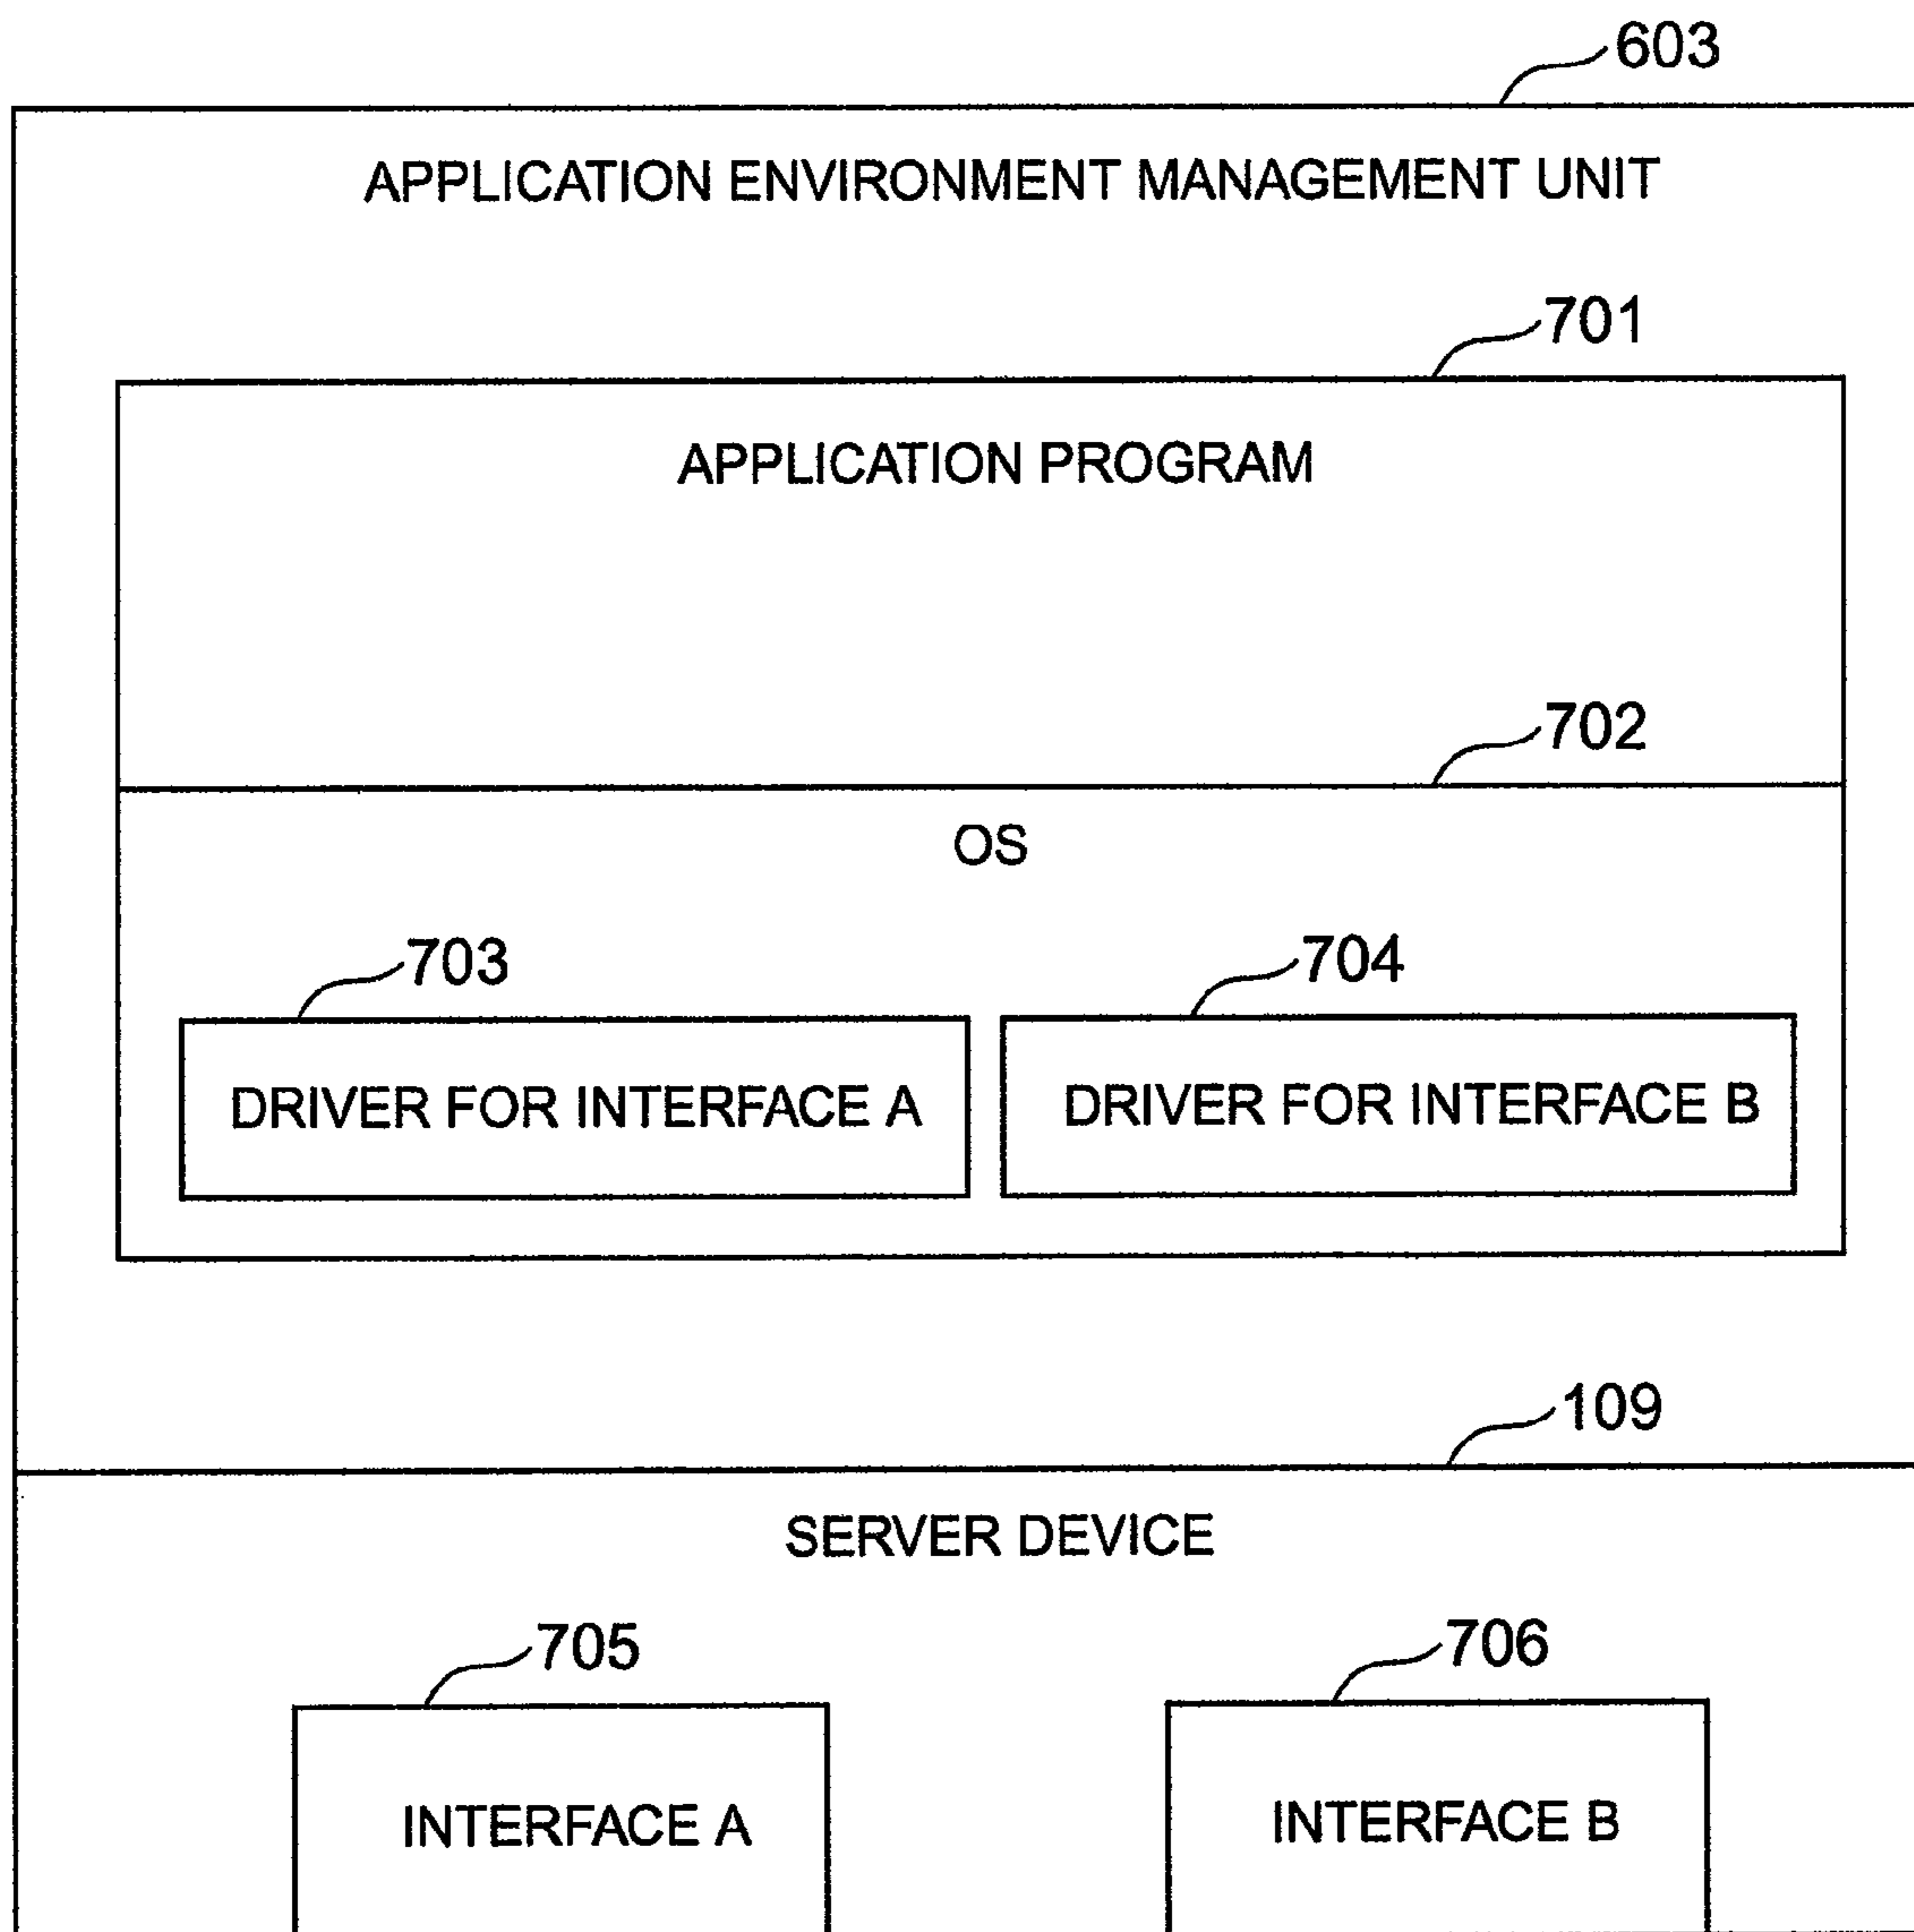 603
APPLICATION ENVIRONMENT MANAGEMENT UNIT
701
APPLICATION PROGRAM
702
OS
703
704
DRIVER FOR INTERFACE A
DRIVER FOR INTERFACE B
109
SERVER DEVICE
705
706
INTERFACE A
INTERFACE B